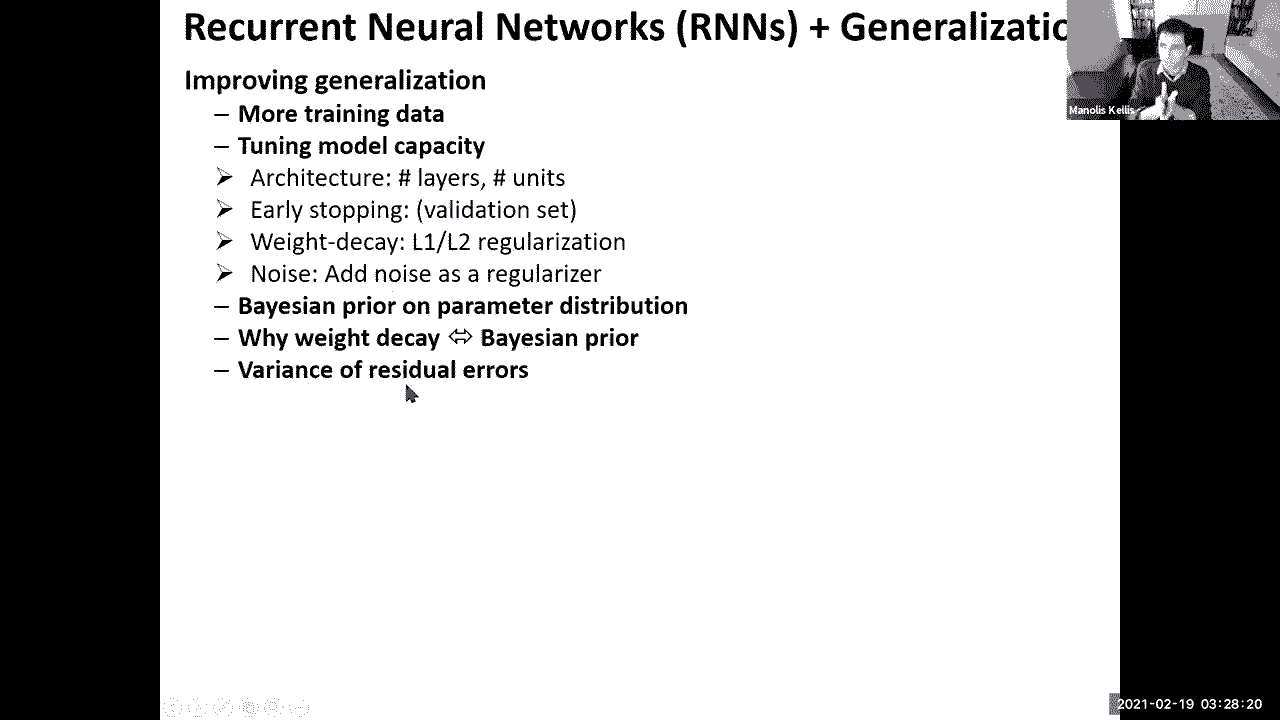 Recurrent Neural Networks (RNNs) + Generalizatio
Manolis Kellis
Improving generalization
– More training data
– Tuning model capacity
➢ Architecture: # layers, # units
➢ Early stopping: (validation set)
➢ Weight-decay: L1/L2 regularization
➢ Noise: Add noise as a regularizer
– Bayesian prior on parameter distribution
– Why weight decay ⇔ Bayesian prior
– Variance of residual errors
2021-02-19 03:28:20